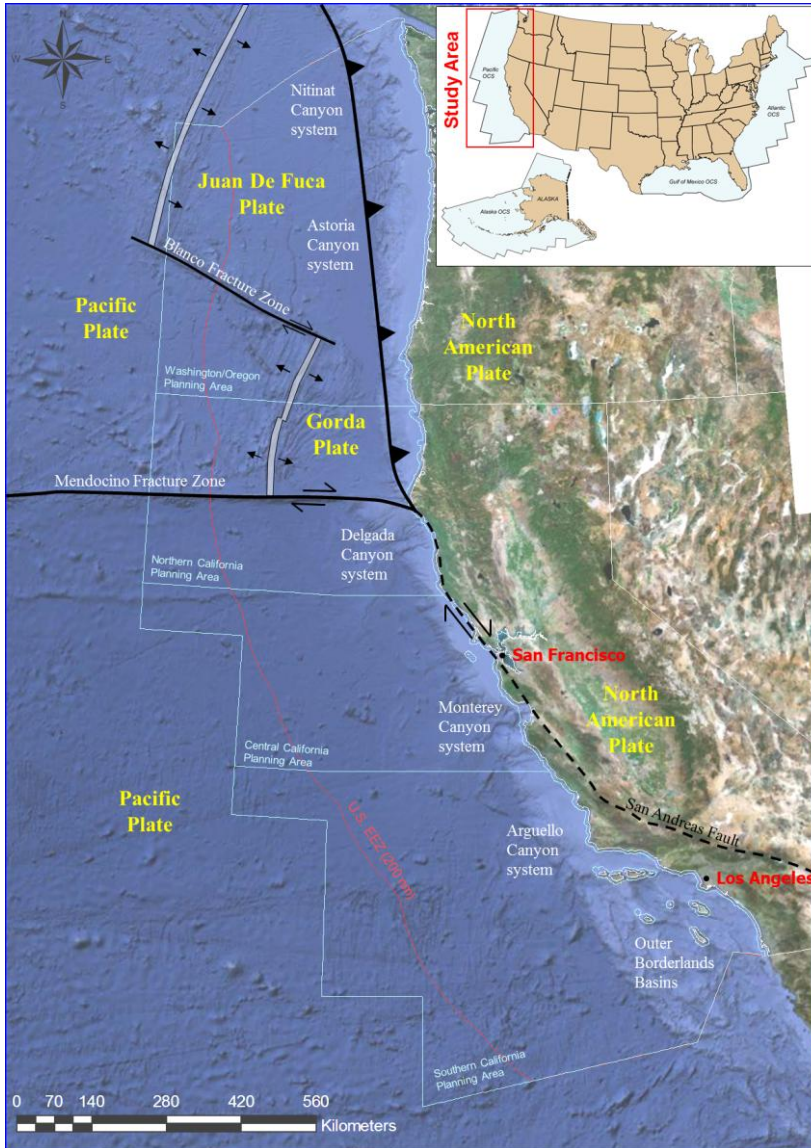 N
W
E
S
Nitinat
Canyon
system
Juan De Fuca
Plate
Astoria
Canyon
system
Blanco Fracture Zone
Pacific
Plate
North
American
Plate
Washington/Oregon
Planning Area
Gorda
Plate
Mendocino Fracture Zone
Delgada
Canyon
system
Northern California
Planning Area
San Francisco
Monterey
Canyon
system
North
American
Plate
Central California
Planning Area
Pacific
Plate
U.S. EEZ (200 nm)
San Andreas Fault
Arguello
Canyon
system
Los Angeles
Outer
Borderlands
Basins
Southern California
Planning Area
0 70 140 280 420 560
Kilometers
Study Area
Pacific
OCS
Atlantic
OCS
Gulf of Mexico OCS
ALASKA
Alaska OCS